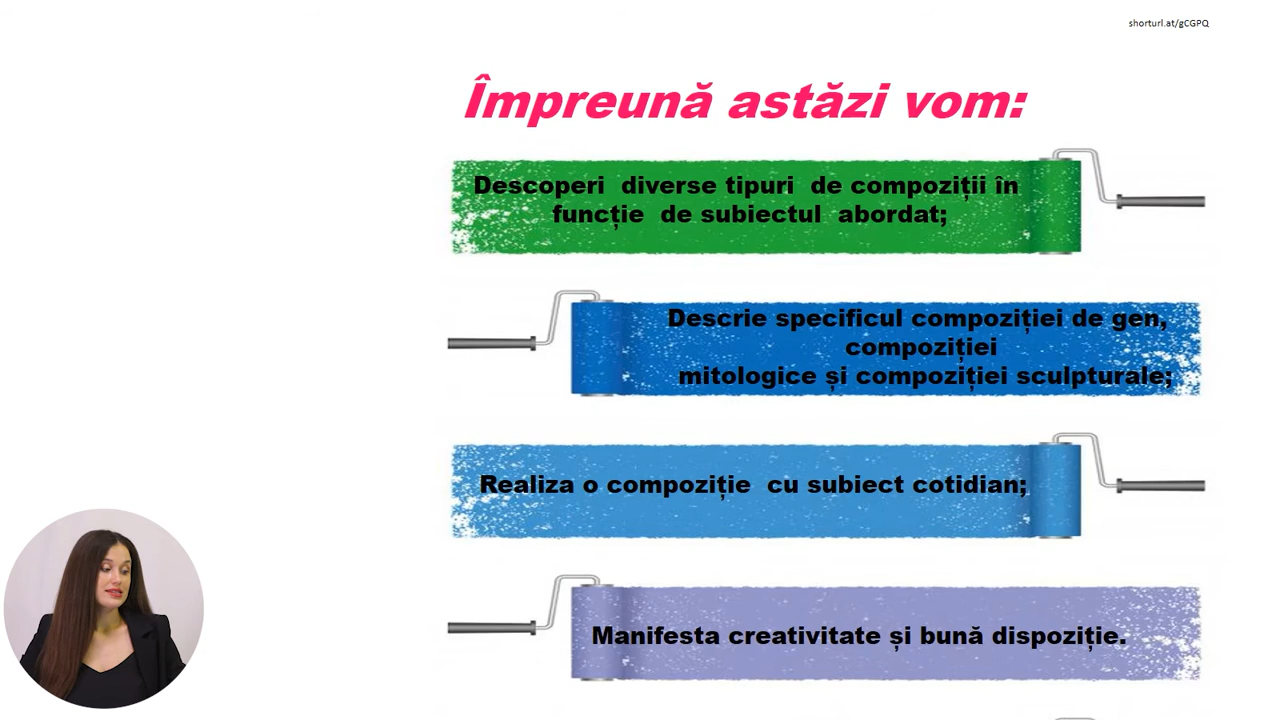 shorturl.at/gCGPQ
Împreună astăzi vom:
Descoperi diverse tipuri de compoziții în
funcție de subiectul abordat;
Descrie specificul compoziției de gen,
compoziției
mitologice și compoziției sculpturale;
Realiza o compoziție cu subiect cotidian;
Manifesta creativitate și bună dispoziție.